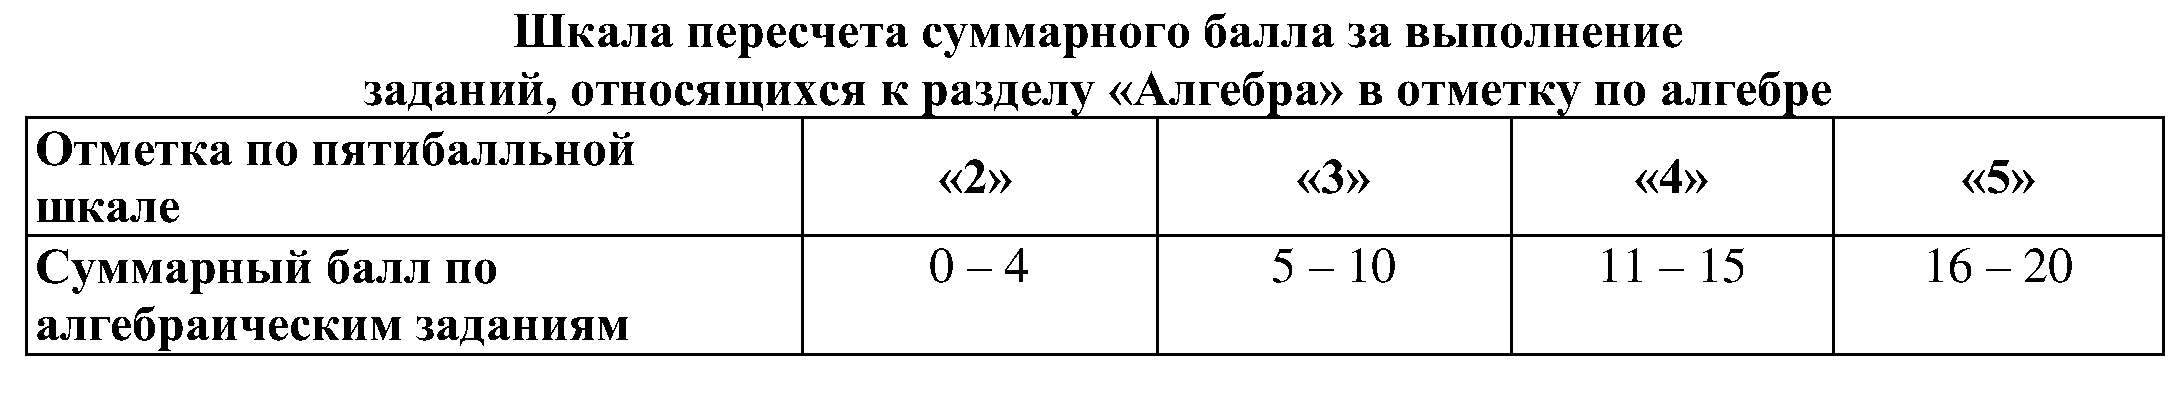 Шкала пересчета суммарного балла за выполнение
заданий, относящихся к разделу «Алгебра» в отметку по алгебре
Отметка по пятибалльной
шкале
«2»
«3»
«4»
«5»
Суммарный балл по
алгебраическим заданиям
0 – 4
5 – 10
11 – 15
16 – 20